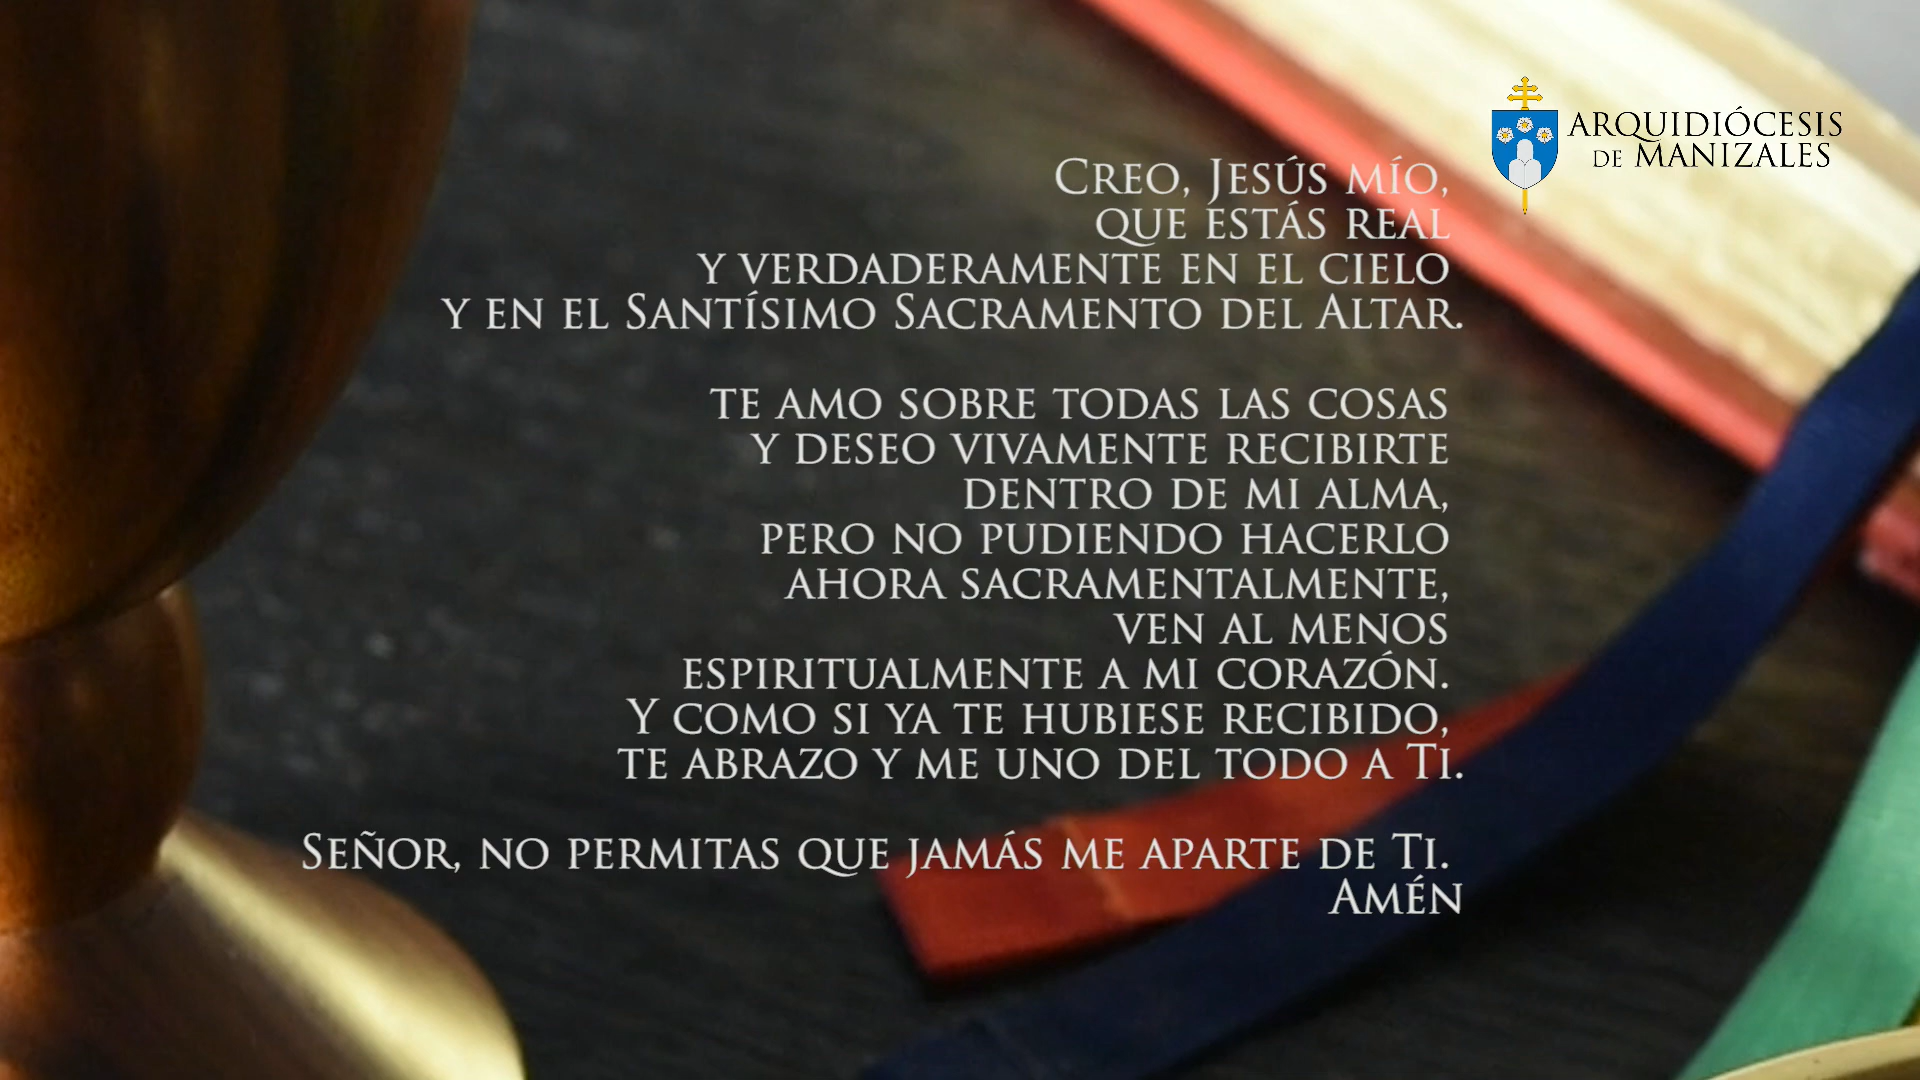 ARQUIDIÓCESIS
DE MANIZALES
Creo, Jesús mío,
que estás real
y verdaderamente en el cielo
y en el Santísimo Sacramento del Altar.
te amo sobre todas las cosas
y deseo vivamente recibirte
dentro de mi alma,
pero no pudiendo hacerlo
ahora sacramentalmente,
ven al menos
espiritualmente a mi corazón.
Y como si ya te hubiese recibido,
te abrazo y me uno del todo a Ti.
Señor, no permitas que jamás me aparte de Ti.
Amén